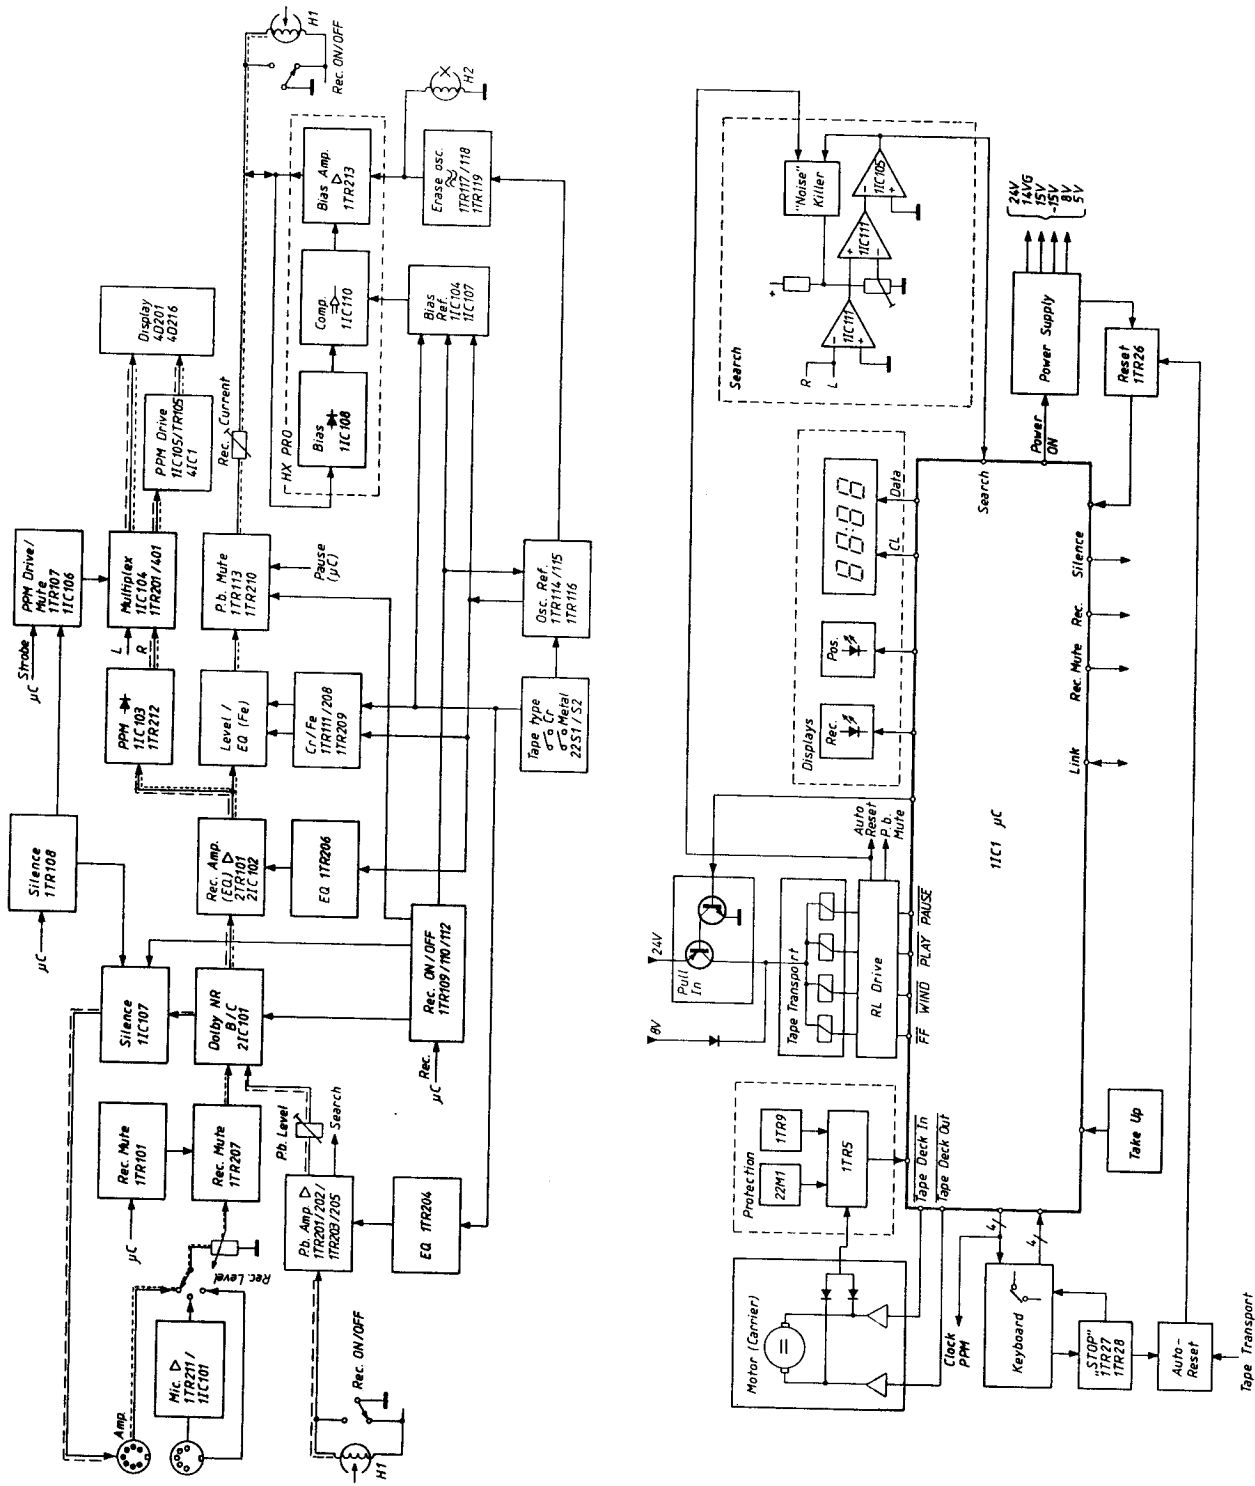 Amp.
Mic.
1TR211/
1IC101
Rec. Level
H1
Rec. ON/OFF
µC
Rec. Mute
1TR101
Rec. Mute
1TR207
P.b. Amp.
1TR201/202/
1TR203/205
EQ 1TR204
P.b. Level
Search
Silence
1IC107
Dolby NR
B/C
2IC101
µC Rec.
Rec. ON/OFF
1TR109/110/112
µC
Silence
1TR108
Rec. Amp.
(EQ)
2TR101
2IC102
EQ 1TR206
PPM
1IC103
1TR212
Level/
EQ (Fe)
Cr/Fe
1TR111/208
1TR209
Tape type
Cr
Metal
22S1 / S2
µC Strobe
PPM Drive/
Mute
1TR107
1IC106
L
R
Multiplex
1IC104
1TR201/401
P.b. Mute
1TR113
1TR210
Pause
(µC)
Osc. Ref.
1TR114/115
1TR116
PPM Drive
1IC105/TR105
4IC1
Display
4D201
4D216
Rec. Current
HX PRO
Bias
1IC108
Comp.
1IC110
Bias Amp.
1TR213
Bias
Ref.
1IC104
1IC107
Erase osc.
1TR117/118
1TR119
H1
Rec. ON/OFF
H2
Motor (Carrier)
Protection
22M1
1TR9
1TR5
8V
24V
Pull
In
Tape Transport
RL Drive
Auto
Reset
P.b.
Mute
FF
WIND
PLAY
PAUSE
Displays
Rec.
Pos.
88:88
CL
Data
Search
R
L
1IC111
1IC111
1IC105
+
"Noise"
Killer
Tape Deck In
Tape Deck Out
1IC1 µC
Search
Power
ON
Power Supply
24V
14VG
15V
-15V
8V
5V
Reset
1TR26
Link
Rec. Mute
Rec.
Silence
Take Up
4
4
Clock
PPM
Keyboard
„STOP"
1TR27
1TR28
Auto-
Reset
Tape Transport